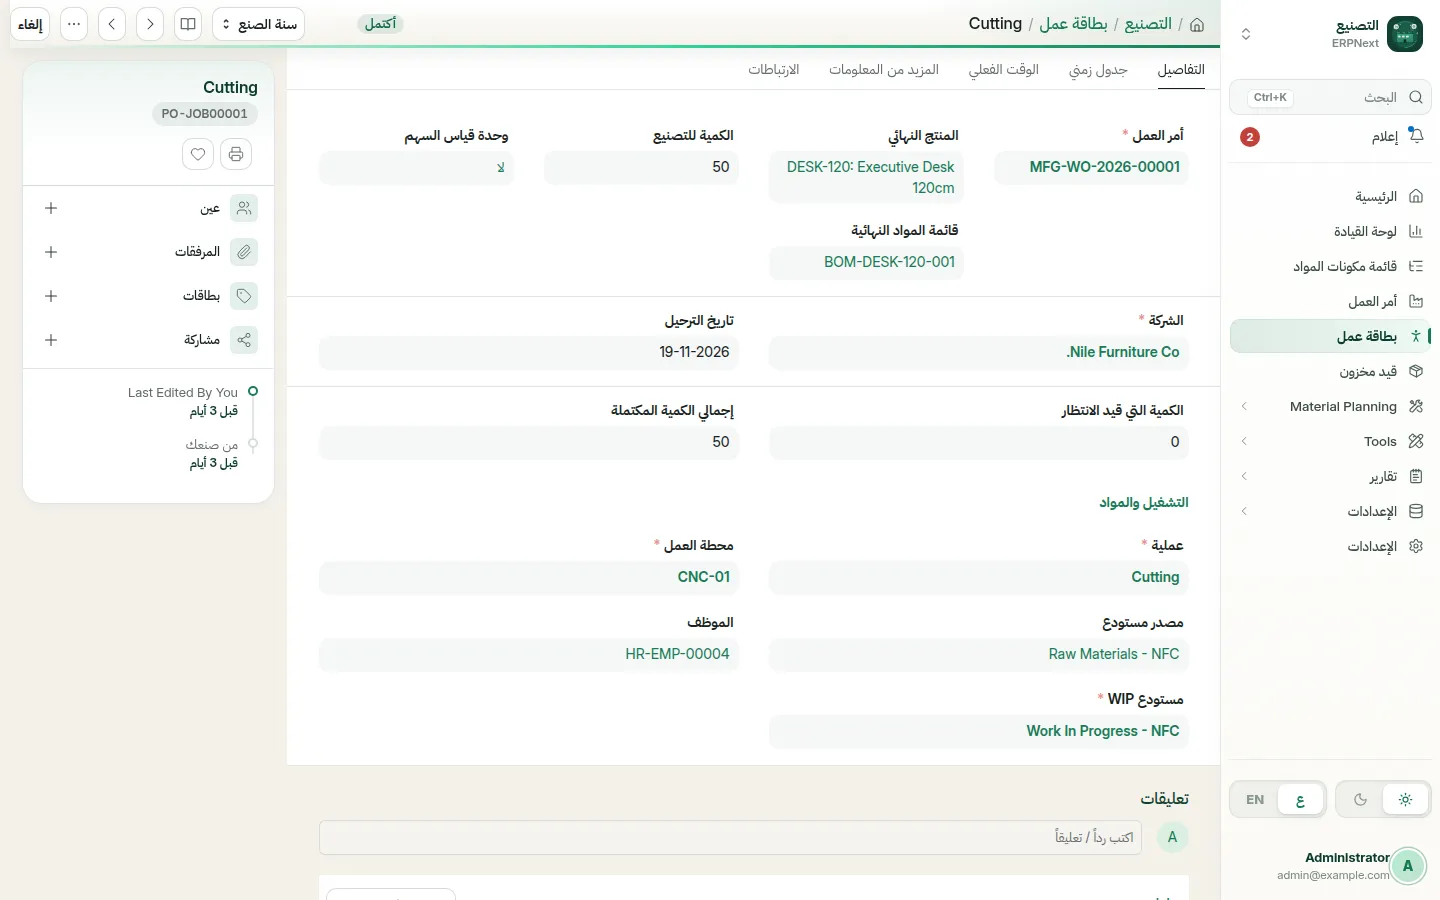 التصنيع
ERPNext
البحث
Ctrl+K
إعلام
2
الرئيسية
لوحة القيادة
قائمة مكونات المواد
أمر العمل
بطاقة عمل
قيد مخزون
Material Planning
Tools
تقارير
الإعدادات
الإعدادات
ع
EN
Administrator
admin@example.com
A
التصنيع / بطاقة عمل / Cutting
أكتمل
سنة الصنع
إلغاء
التفاصيل
جدول زمني
الوقت الفعلي
المزيد من المعلومات
الارتباطات
أمر العمل *
MFG-WO-2026-00001
المنتج النهائي
DESK-120: Executive Desk
120cm
الكمية للتصنيع
50
وحدة قياس السهم
لا
قائمة المواد النهائية
BOM-DESK-120-001
الشركة *
Nile Furniture Co.
تاريخ الترحيل
19-11-2026
الكمية التي قيد الانتظار
0
إجمالي الكمية المكتملة
50
التشغيل والمواد
عملية *
Cutting
محطة العمل *
CNC-01
مصدر مستودع
Raw Materials - NFC
الموظف
HR-EMP-00004
مستودع WIP *
Work In Progress - NFC
تعليقات
A
اكتب رداً / تعليقاً
Cutting
PO-JOB00001
عين
المرفقات
بطاقات
مشاركة
Last Edited By You
قبل 3 أيام
من صنعك
قبل 3 أيام